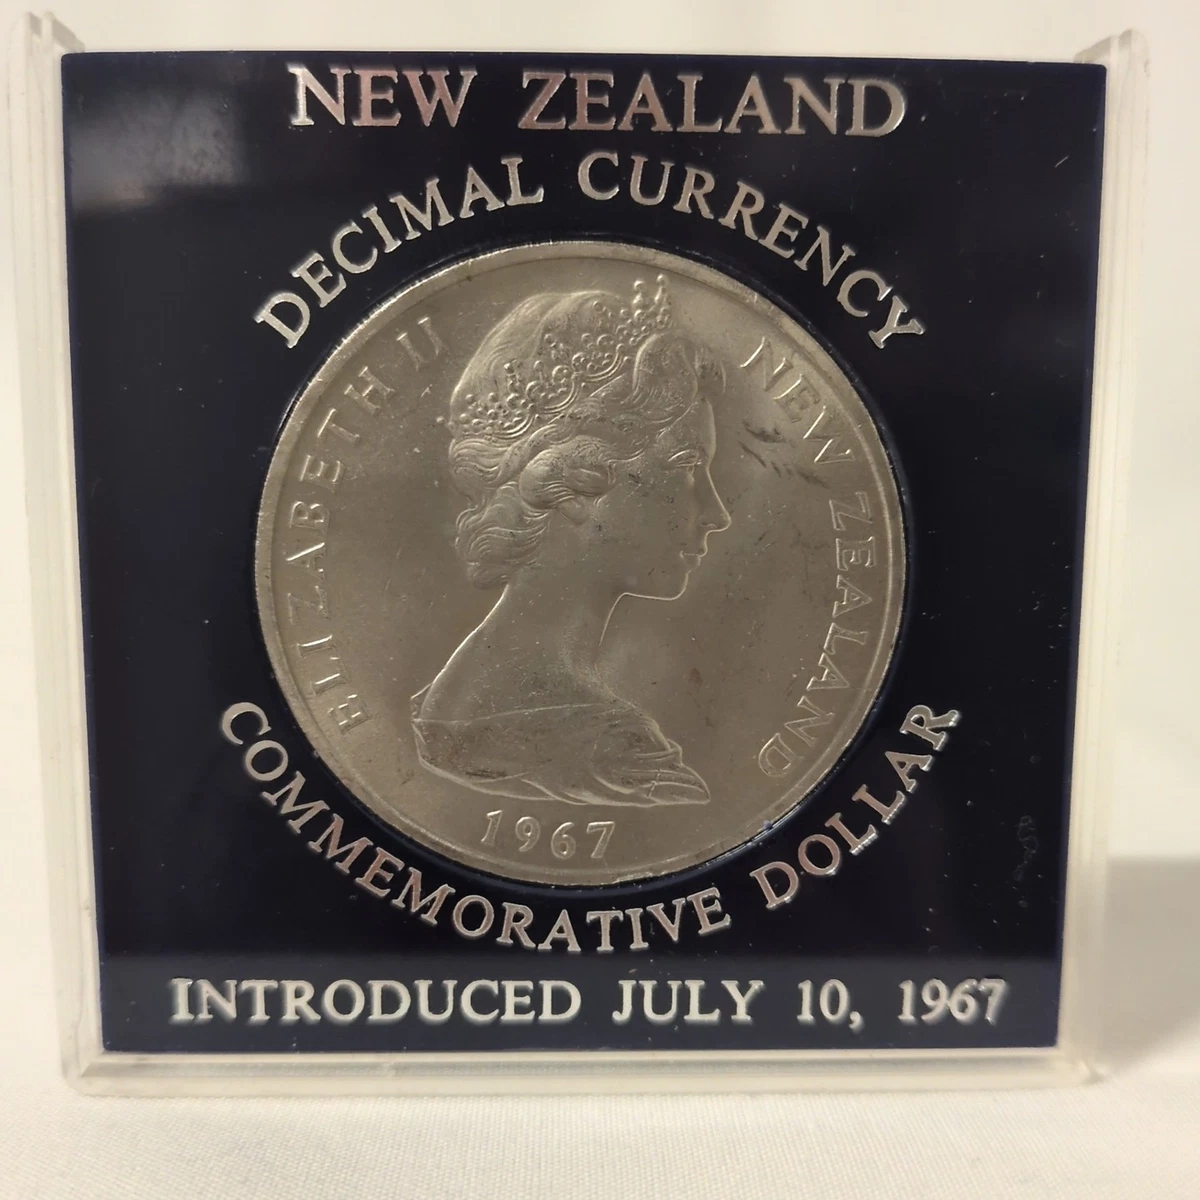 NEW ZEALAND
DECIMAL CURRENCY
ELIZABETH II
NEW ZEALAND
1967
COMMEMORATIVE DOLLAR
INTRODUCED JULY 10, 1967